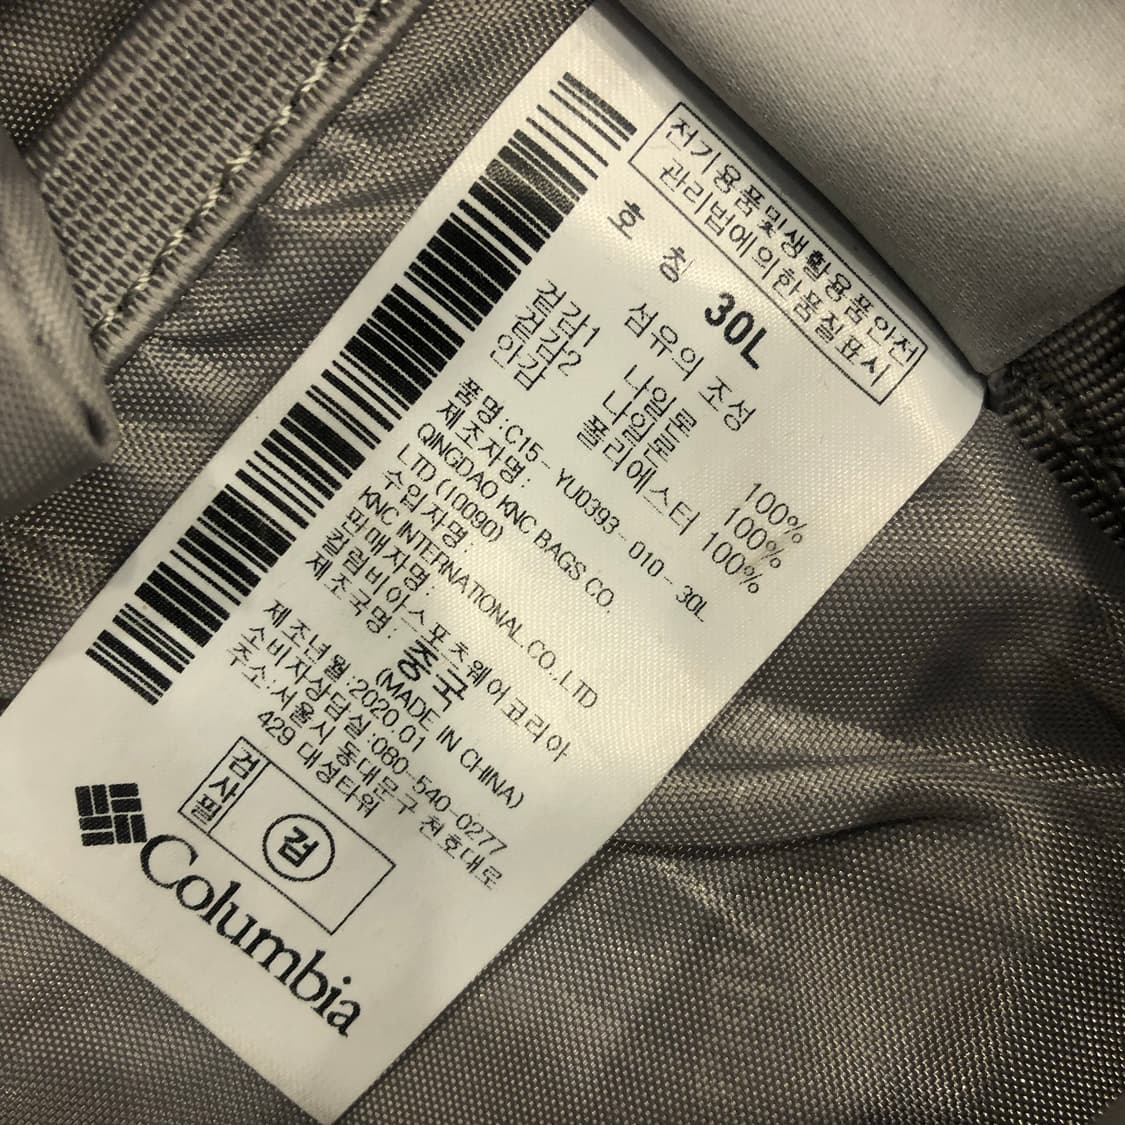 전기용품및생활용품안전
관리법에의한품질표시
호 칭 30L
섬유의 조성
겉감1 나일론 100%
겉감2 나일론 100%
안감 폴리에스터 100%
품명:C15-YU0393-010-30L
제조자명:
QINGDAO KNC BAGS CO.
LTD (10090)
수입자명:
KNC INTERNATIONAL CO., LTD
판매자명:
컬럼비아스포츠웨어코리아
제조국명: 중국
(MADE IN CHINA)
제조년월:2020.01
소비자상담실:080-540-0277
주소:서울시 동대문구 천호대로
429 대성타워
검사필
검
Columbia